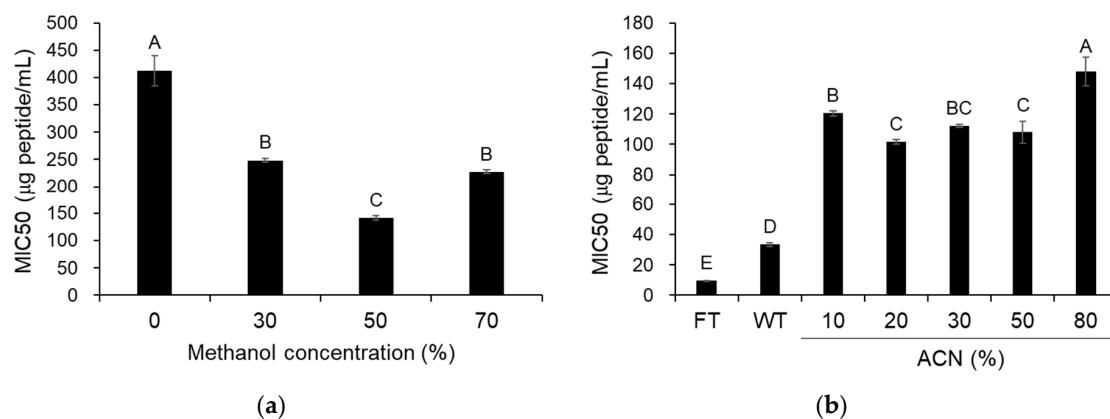 MIC50 (µg peptide/mL)
500
450
400
350
300
250
200
150
100
50
0
A
B
C
B
0 30 50 70
Methanol concentration (%)
(a)
MIC50 (µg peptide/mL)
180
160
140
120
100
80
60
40
20
0
E
D
B
C
BC
C
A
FT WT 10 20 30 50 80
ACN (%)
(b)